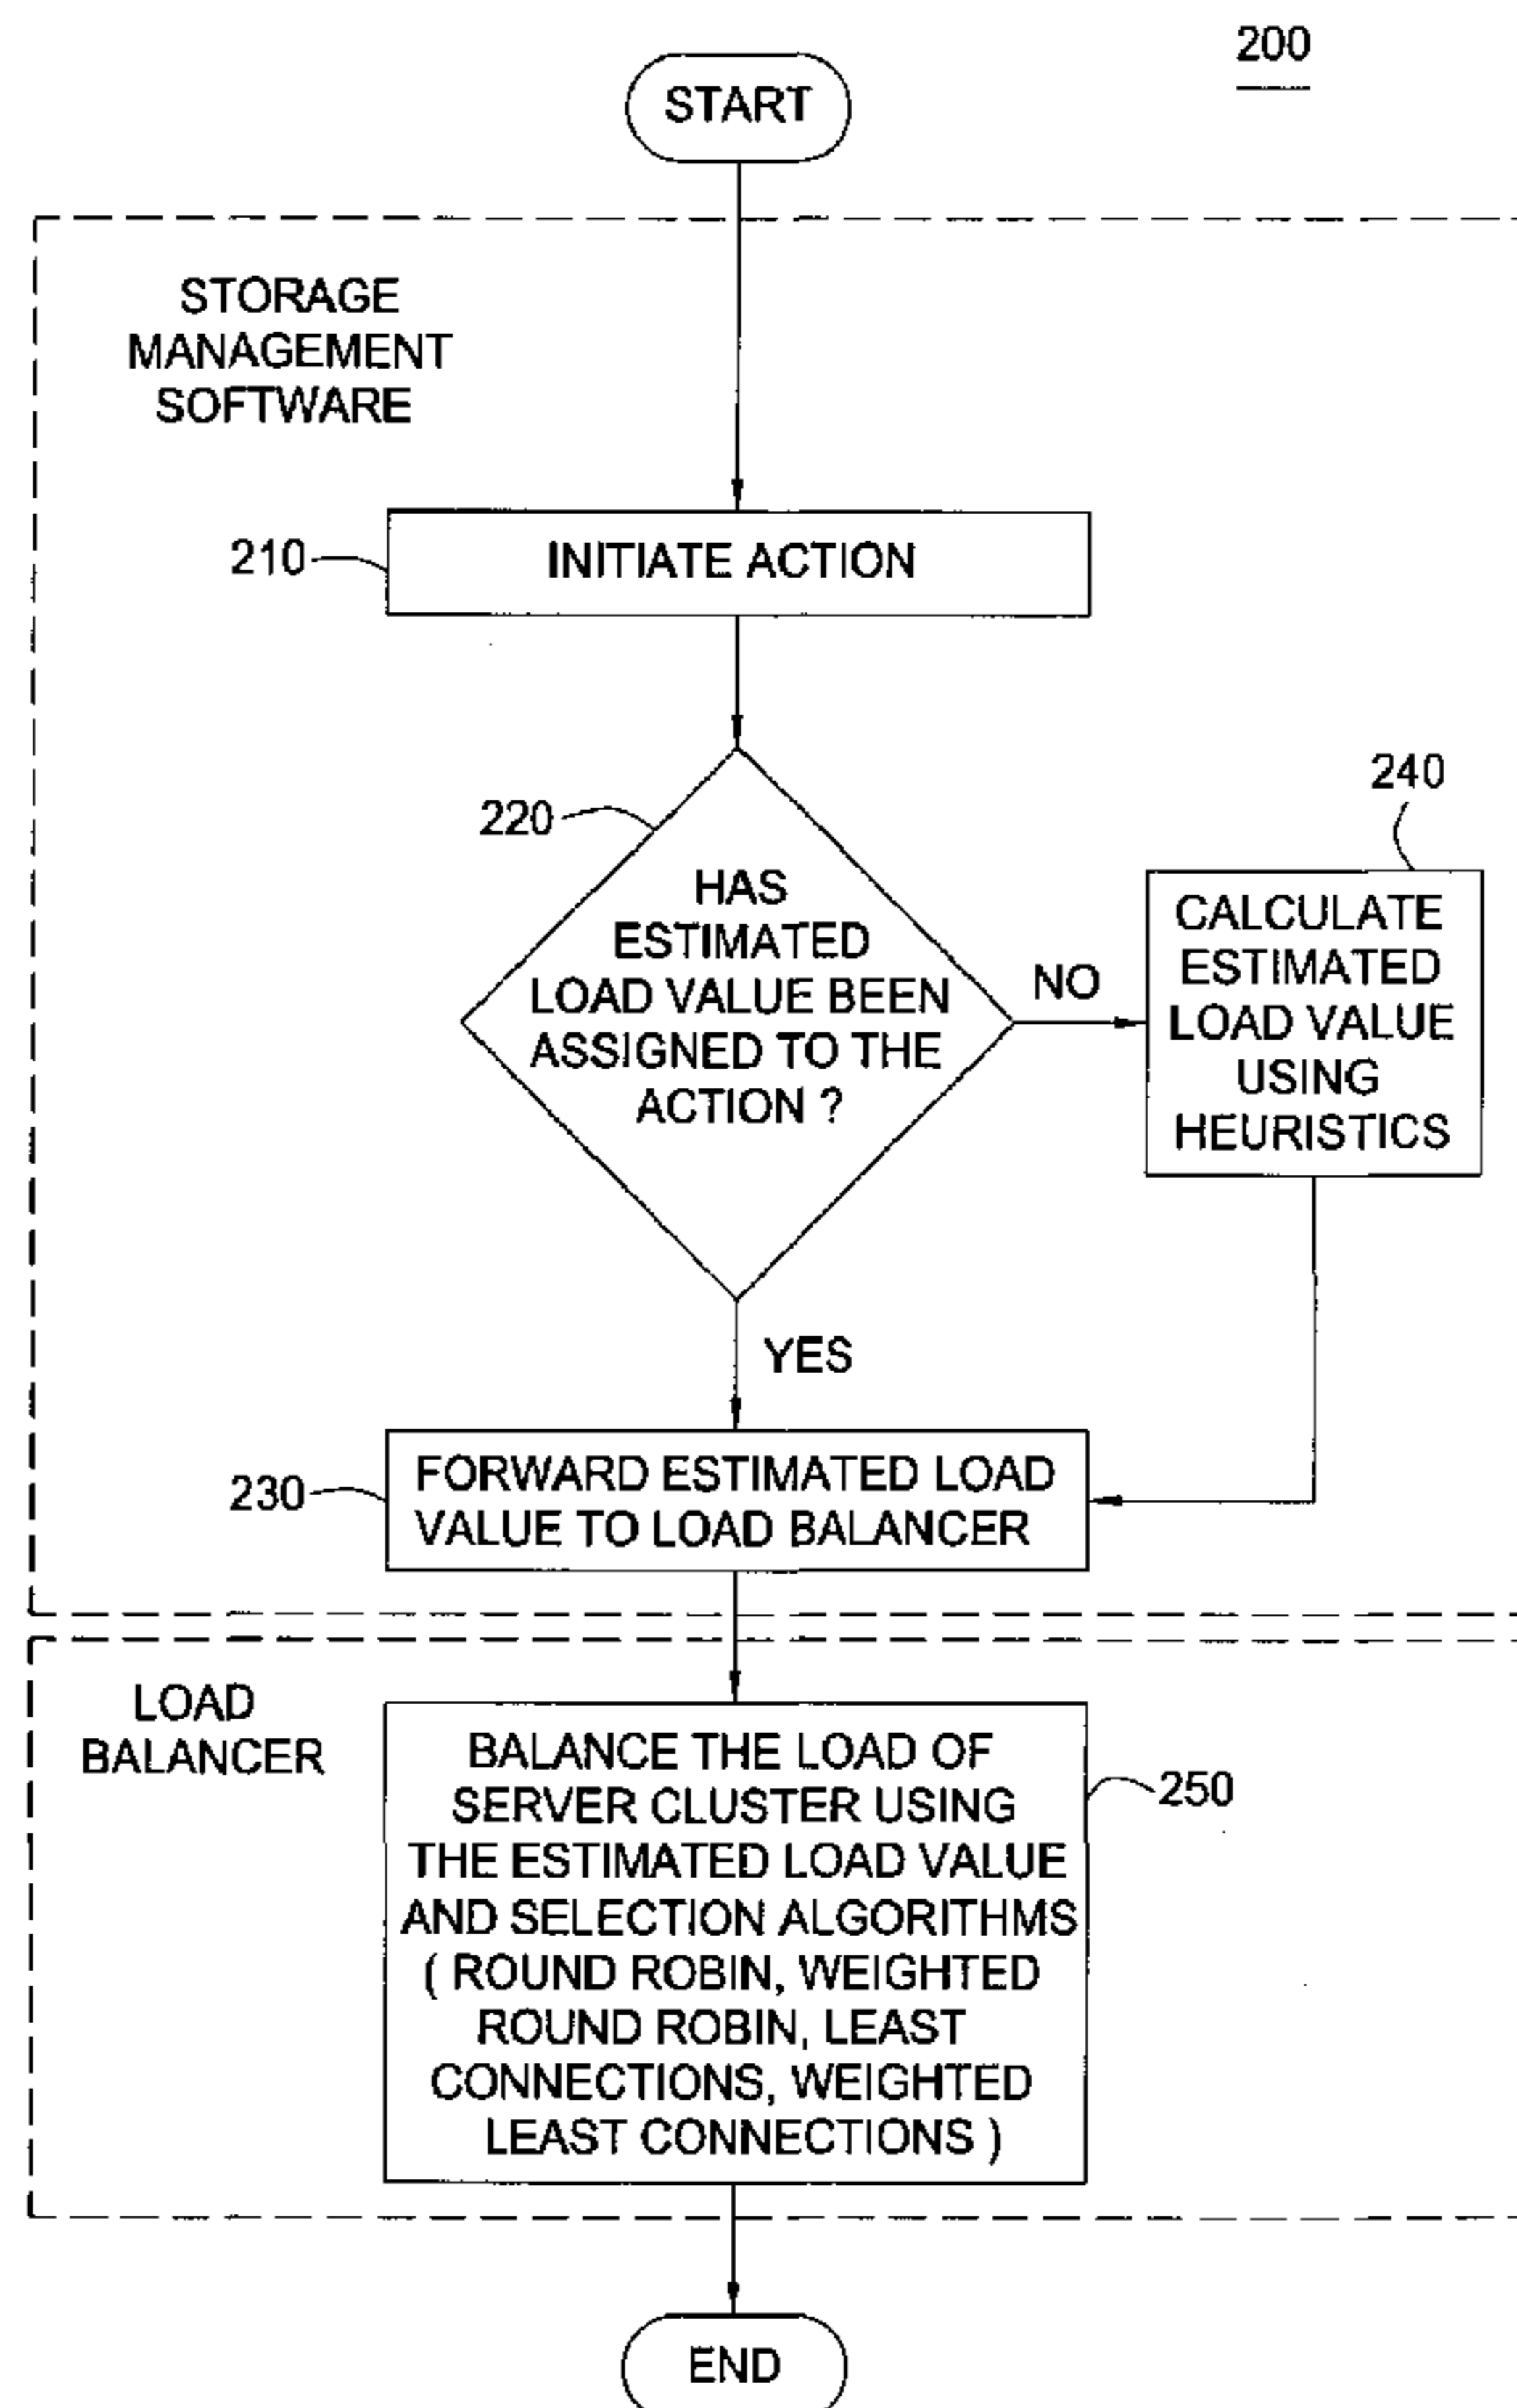 200
START
STORAGE
MANAGEMENT
SOFTWARE
210
INITIATE ACTION
220
HAS
ESTIMATED
LOAD VALUE BEEN
ASSIGNED TO THE
ACTION ?
NO
240
CALCULATE
ESTIMATED
LOAD VALUE
USING
HEURISTICS
YES
230
FORWARD ESTIMATED LOAD
VALUE TO LOAD BALANCER
LOAD
BALANCER
BALANCE THE LOAD OF
SERVER CLUSTER USING
THE ESTIMATED LOAD VALUE
AND SELECTION ALGORITHMS
( ROUND ROBIN, WEIGHTED
ROUND ROBIN, LEAST
CONNECTIONS, WEIGHTED
LEAST CONNECTIONS )
250
END